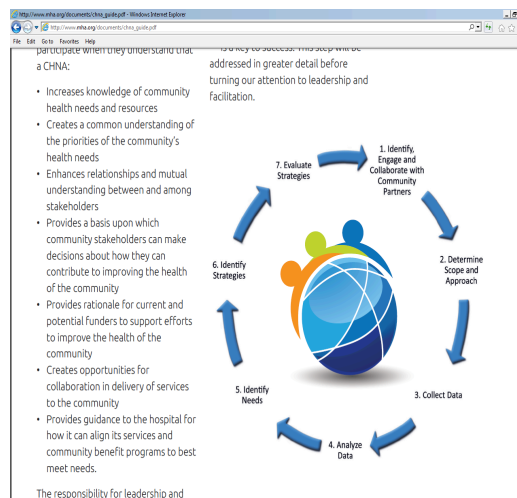 http://www.mha.org/documents/chna_guide.pdf - Windows Internet Explorer
http://www.mha.org/documents/chna_guide.pdf
File Edit Go to Favorites Help
participate when they understand that
a CHNA:
• Increases knowledge of community
health needs and resources
• Creates a common understanding of
the priorities of the community's
health needs
• Enhances relationships and mutual
understanding between and among
stakeholders
• Provides a basis upon which
community stakeholders can make
decisions about how they can
contribute to improving the health
of the community
• Provides rationale for current and
potential funders to support efforts
to improve the health of the
community
• Creates opportunities for
collaboration in delivery of services
to the community
• Provides guidance to the hospital for
how it can align its services and
community benefit programs to best
meet needs.
The responsibility for leadership and
is a key to success. This step will be
addressed in greater detail before
turning our attention to leadership and
facilitation.
1. Identify,
Engage and
Collaborate with
Community
Partners
2. Determine
Scope and
Approach
3. Collect Data
4. Analyze
Data
5. Identify
Needs
6. Identify
Strategies
7. Evaluate
Strategies